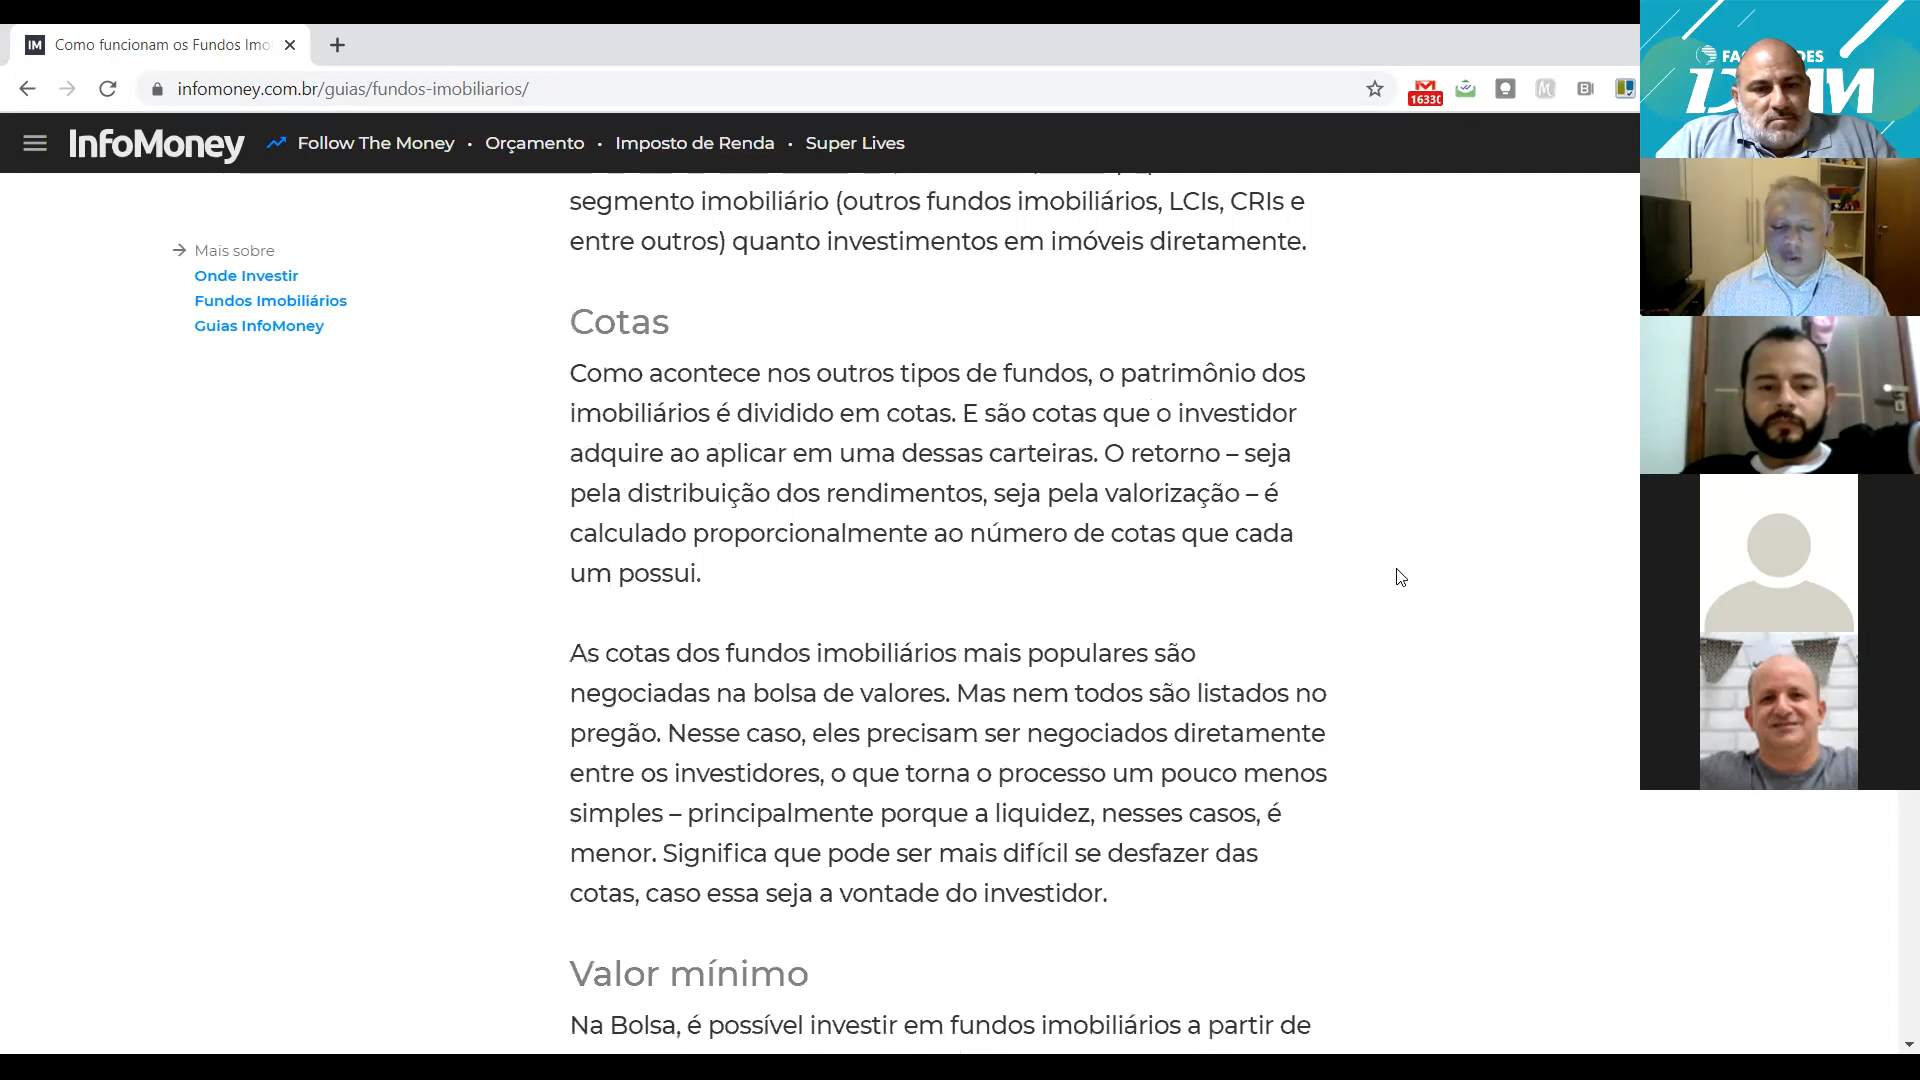 IM Como funcionam os Fundos Imo
infomoney.com.br/guias/fundos-imobiliarios/
16330
InfoMoney Follow The Money • Orçamento • Imposto de Renda • Super Lives
segmento imobiliário (outros fundos imobiliários, LCIs, CRIs e
entre outros) quanto investimentos em imóveis diretamente.
Mais sobre
Onde Investir
Fundos Imobiliários
Guias InfoMoney
Cotas
Como acontece nos outros tipos de fundos, o patrimônio dos
imobiliários é dividido em cotas. E são cotas que o investidor
adquire ao aplicar em uma dessas carteiras. O retorno – seja
pela distribuição dos rendimentos, seja pela valorização – é
calculado proporcionalmente ao número de cotas que cada
um possui.
As cotas dos fundos imobiliários mais populares são
negociadas na bolsa de valores. Mas nem todos são listados no
pregão. Nesse caso, eles precisam ser negociados diretamente
entre os investidores, o que torna o processo um pouco menos
simples – principalmente porque a liquidez, nesses casos, é
menor. Significa que pode ser mais difícil se desfazer das
cotas, caso essa seja a vontade do investidor.
Valor mínimo
Na Bolsa, é possível investir em fundos imobiliários a partir de